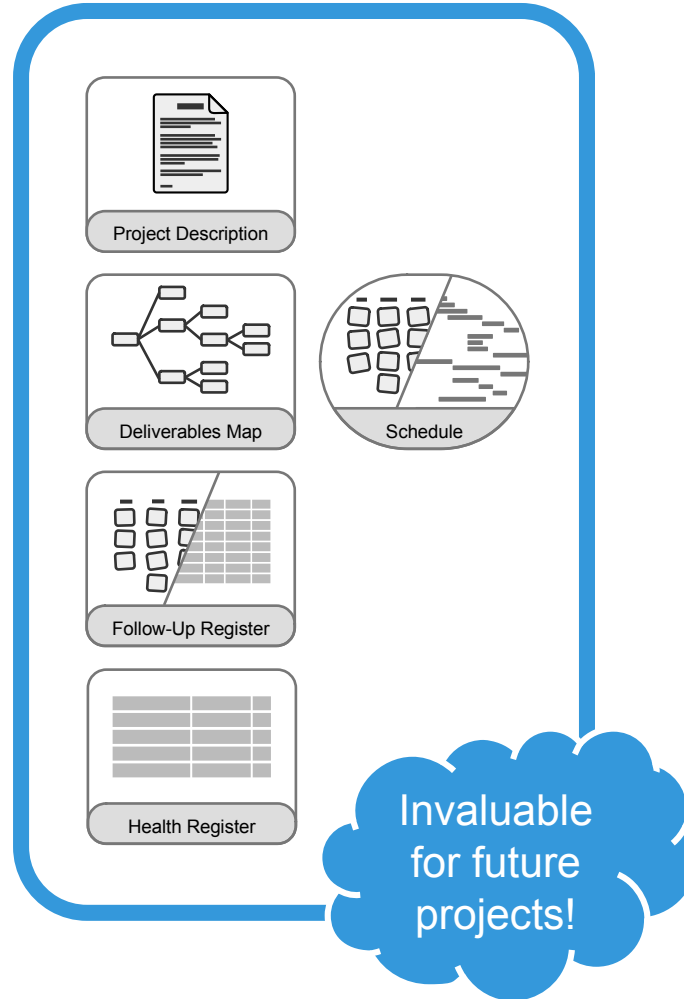 Project Description
Deliverables Map
Schedule
Follow-Up Register
Health Register
Invaluable
for future
projects!